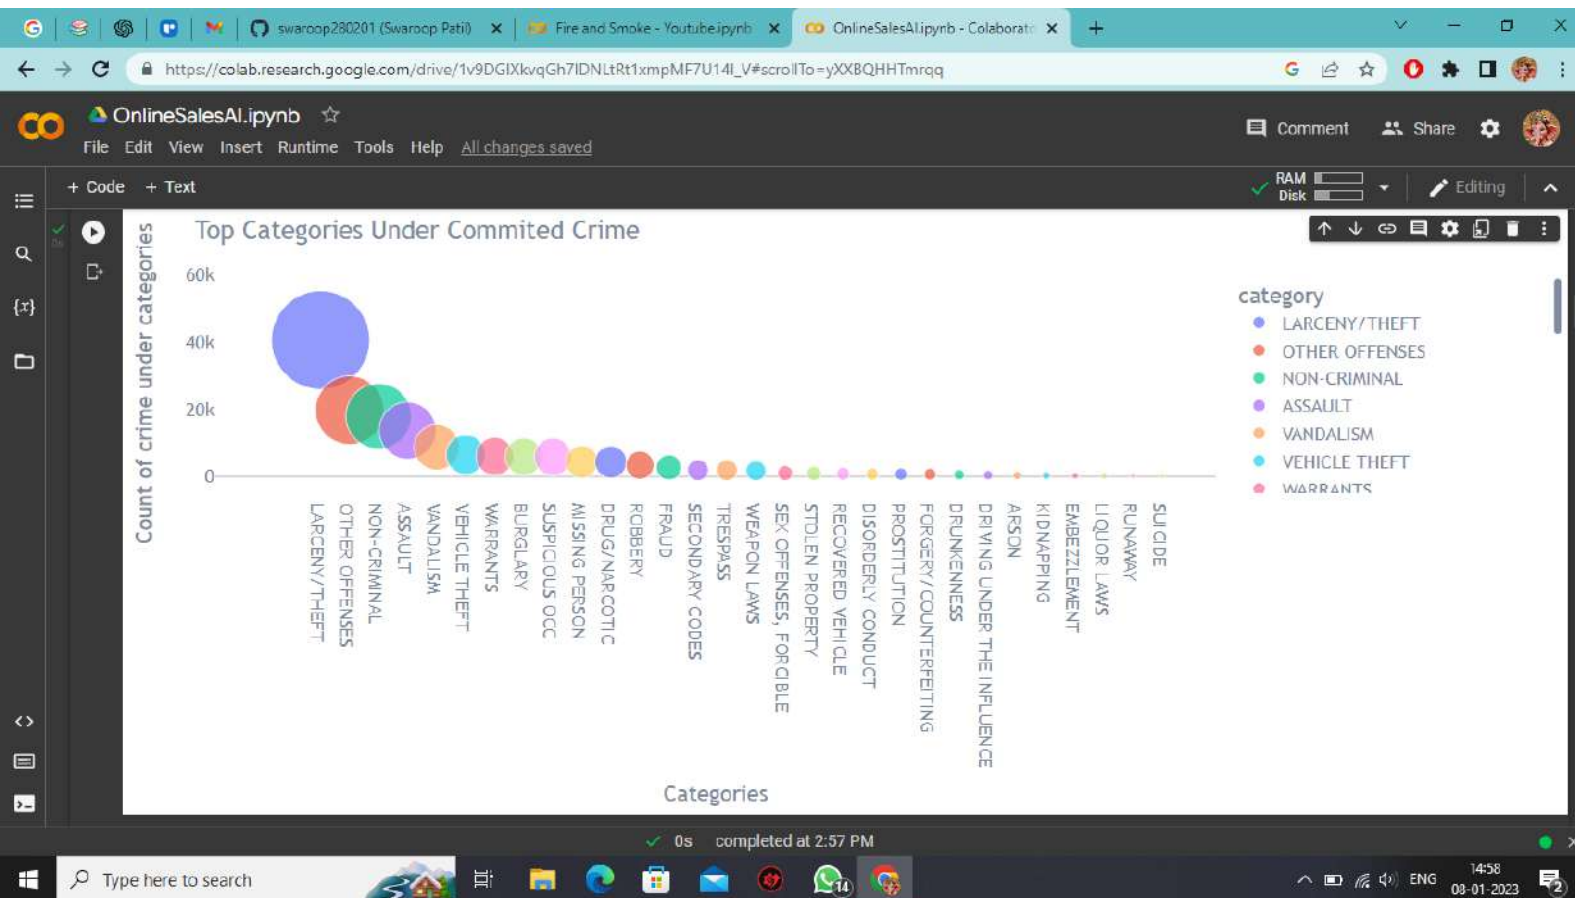 swaroop280201 (Swaroop Patil)
Fire and Smoke - Youtube.ipynb
OnlineSalesAI.ipynb - Colaborato
https://colab.research.google.com/drive/1v9DGIXkvqGh7IDNLtRt1xmpMF7U14I_V#scrollTo=yXXBQHHTmrqq
OnlineSalesAI.ipynb
Comment
Share
File Edit View Insert Runtime Tools Help All changes saved
+ Code + Text
RAM
Disk
Editing
0s
{x}
Top Categories Under Commited Crime
Count of crime under categories
60k
40k
20k
0
LARCENY/THEFT
OTHER OFFENSES
NON-CRIMINAL
ASSAULT
VANDALISM
VEHICLE THEFT
WARRANTS
BURGLARY
SUSPICIOUS OCC
MISSING PERSON
DRUG/NARCOTIC
ROBBERY
FRAUD
SECONDARY CODES
TRESPASS
WEAPON LAWS
SEX OFFENSES, FORCIBLE
STOLEN PROPERTY
RECOVERED VEHICLE
DISORDERLY CONDUCT
PROSTITUTION
FORGERY/COUNTERFEITING
DRUNKENNESS
DRIVING UNDER THE INFLUENCE
ARSON
KIDNAPPING
EMBEZZLEMENT
LIQUOR LAWS
RUNAWAY
SUICIDE
Categories
category
LARCENY/THEFT
OTHER OFFENSES
NON-CRIMINAL
ASSAULT
VANDALISM
VEHICLE THEFT
WARRANTS
0s completed at 2:57 PM
Type here to search
14
ENG
14:58
08-01-2023
2